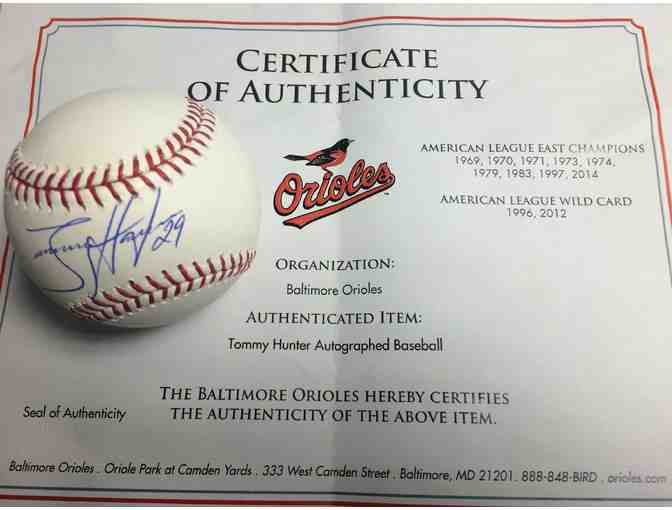 CERTIFICATE
OF AUTHENTICITY
Orioles
AMERICAN LEAGUE EAST CHAMPIONS
1969, 1970, 1971, 1973, 1974,
1979, 1983, 1997, 2014
AMERICAN LEAGUE WILD CARD
1996, 2012
29
ORGANIZATION:
Baltimore Orioles
AUTHENTICATED ITEM:
Tommy Hunter Autographed Baseball
THE BALTIMORE ORIOLES HEREBY CERTIFIES
THE AUTHENTICITY OF THE ABOVE ITEM.
Seal of Authenticity
Baltimore Orioles . Oriole Park at Camden Yards . 333 West Camden Street . Baltimore, MD 21201. 888-848-BIRD . orioles.com